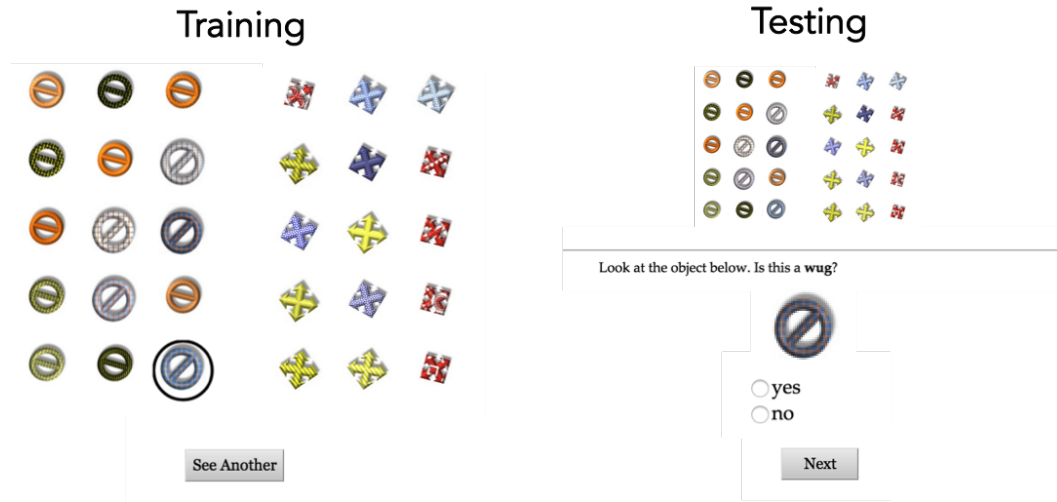 Training
Testing
See Another
Look at the object below. Is this a wug?
yes
no
Next